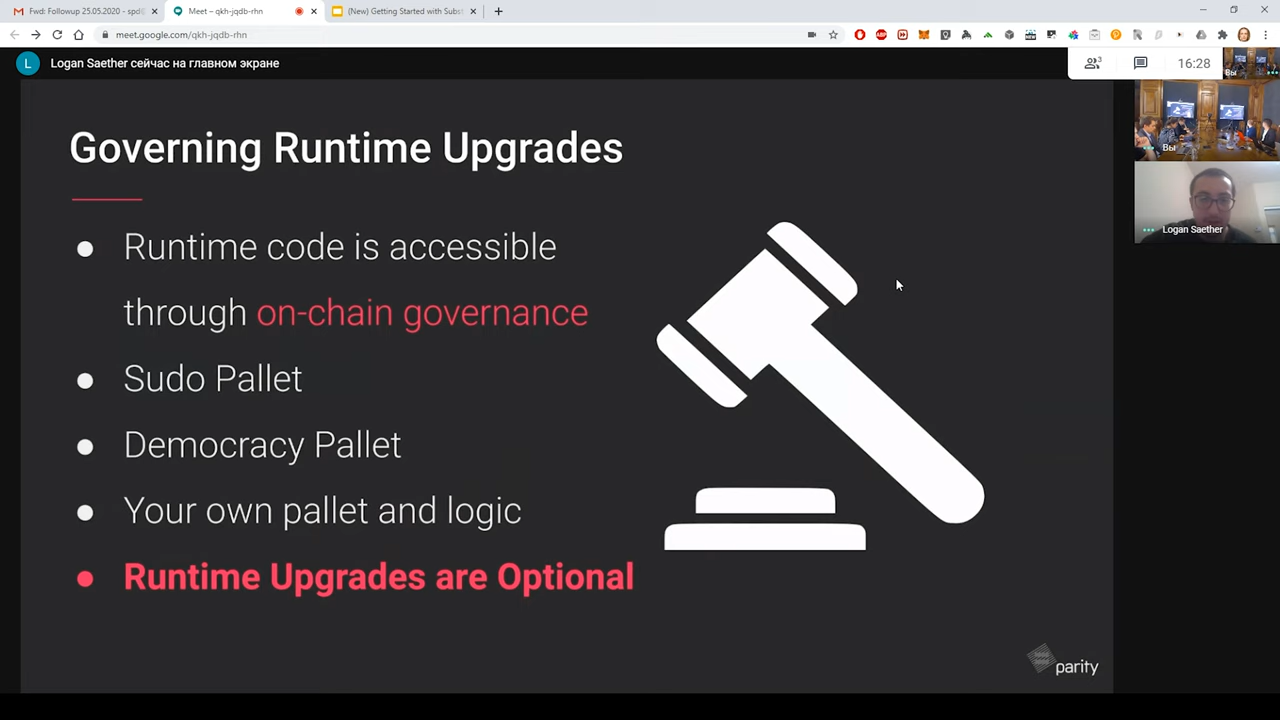 Fwd: Followup 25.05.2020 - spd@
Meet – qkh-jqdb-rhn
(New) Getting Started with Subst
meet.google.com/qkh-jqdb-rhn
L
Logan Saether сейчас на главном экране
3
16:28
Вы
Вы
Logan Saether
Governing Runtime Upgrades
● Runtime code is accessible
through on-chain governance
● Sudo Pallet
● Democracy Pallet
● Your own pallet and logic
● Runtime Upgrades are Optional
parity